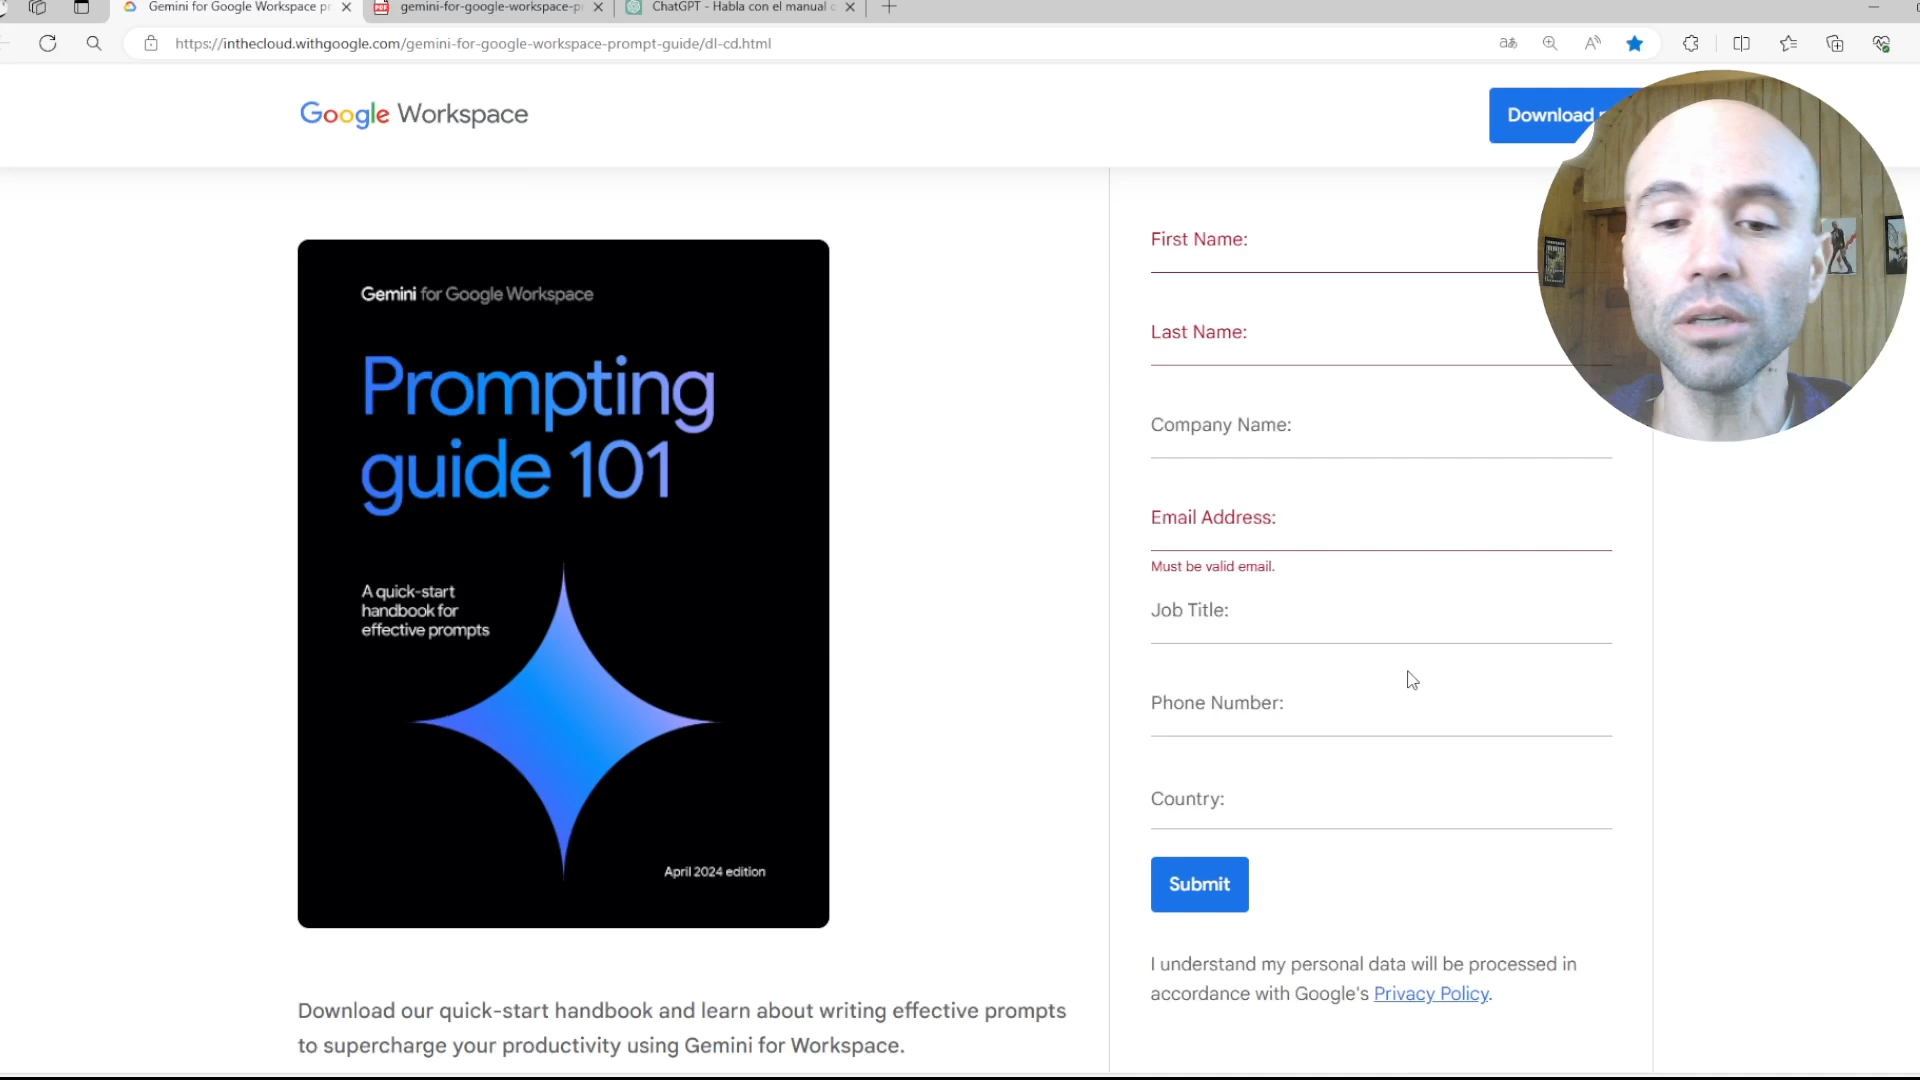 Gemini for Google Workspace pr
gemini-for-google-workspace-p
ChatGPT - Habla con el manual
https://inthecloud.withgoogle.com/gemini-for-google-workspace-prompt-guide/dl-cd.html
Google Workspace
Download
Gemini for Google Workspace
Prompting
guide 101
A quick-start
handbook for
effective prompts
April 2024 edition
Download our quick-start handbook and learn about writing effective prompts
to supercharge your productivity using Gemini for Workspace.
First Name:
Last Name:
Company Name:
Email Address:
Must be valid email.
Job Title:
Phone Number:
Country:
Submit
I understand my personal data will be processed in
accordance with Google's Privacy Policy.